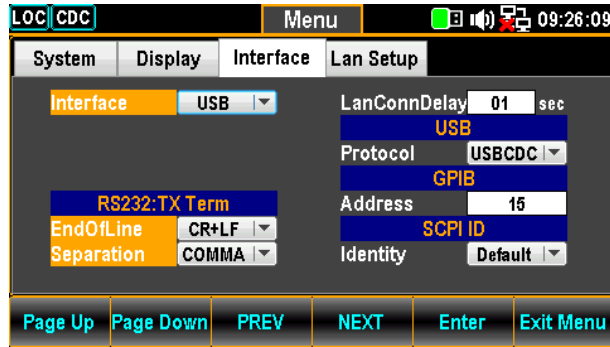 LOC CDC Menu 09:26:09
System Display Interface Lan Setup
Interface USB LanConnDelay 01 sec
USB
Protocol USBCDC
GPIB
RS232:TX Term Address 15
EndOfLine CR+LF SCPI ID
Separation COMMA Identity Default
Page Up Page Down PREV NEXT Enter Exit Menu